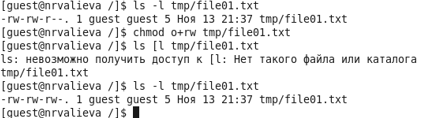 [guest@nrvalieva /]$ ls -l tmp/file01.txt
-rw-rw-r--. 1 guest guest 5 Ноя 13 21:37 tmp/file01.txt
[guest@nrvalieva /]$ chmod o+rw tmp/file01.txt
[guest@nrvalieva /]$ ls [l tmp/file01.txt
ls: невозможно получить доступ к [l: Нет такого файла или каталога
tmp/file01.txt
[guest@nrvalieva /]$ ls -l tmp/file01.txt
-rw-rw-rw-. 1 guest guest 5 Ноя 13 21:37 tmp/file01.txt
[guest@nrvalieva /]$